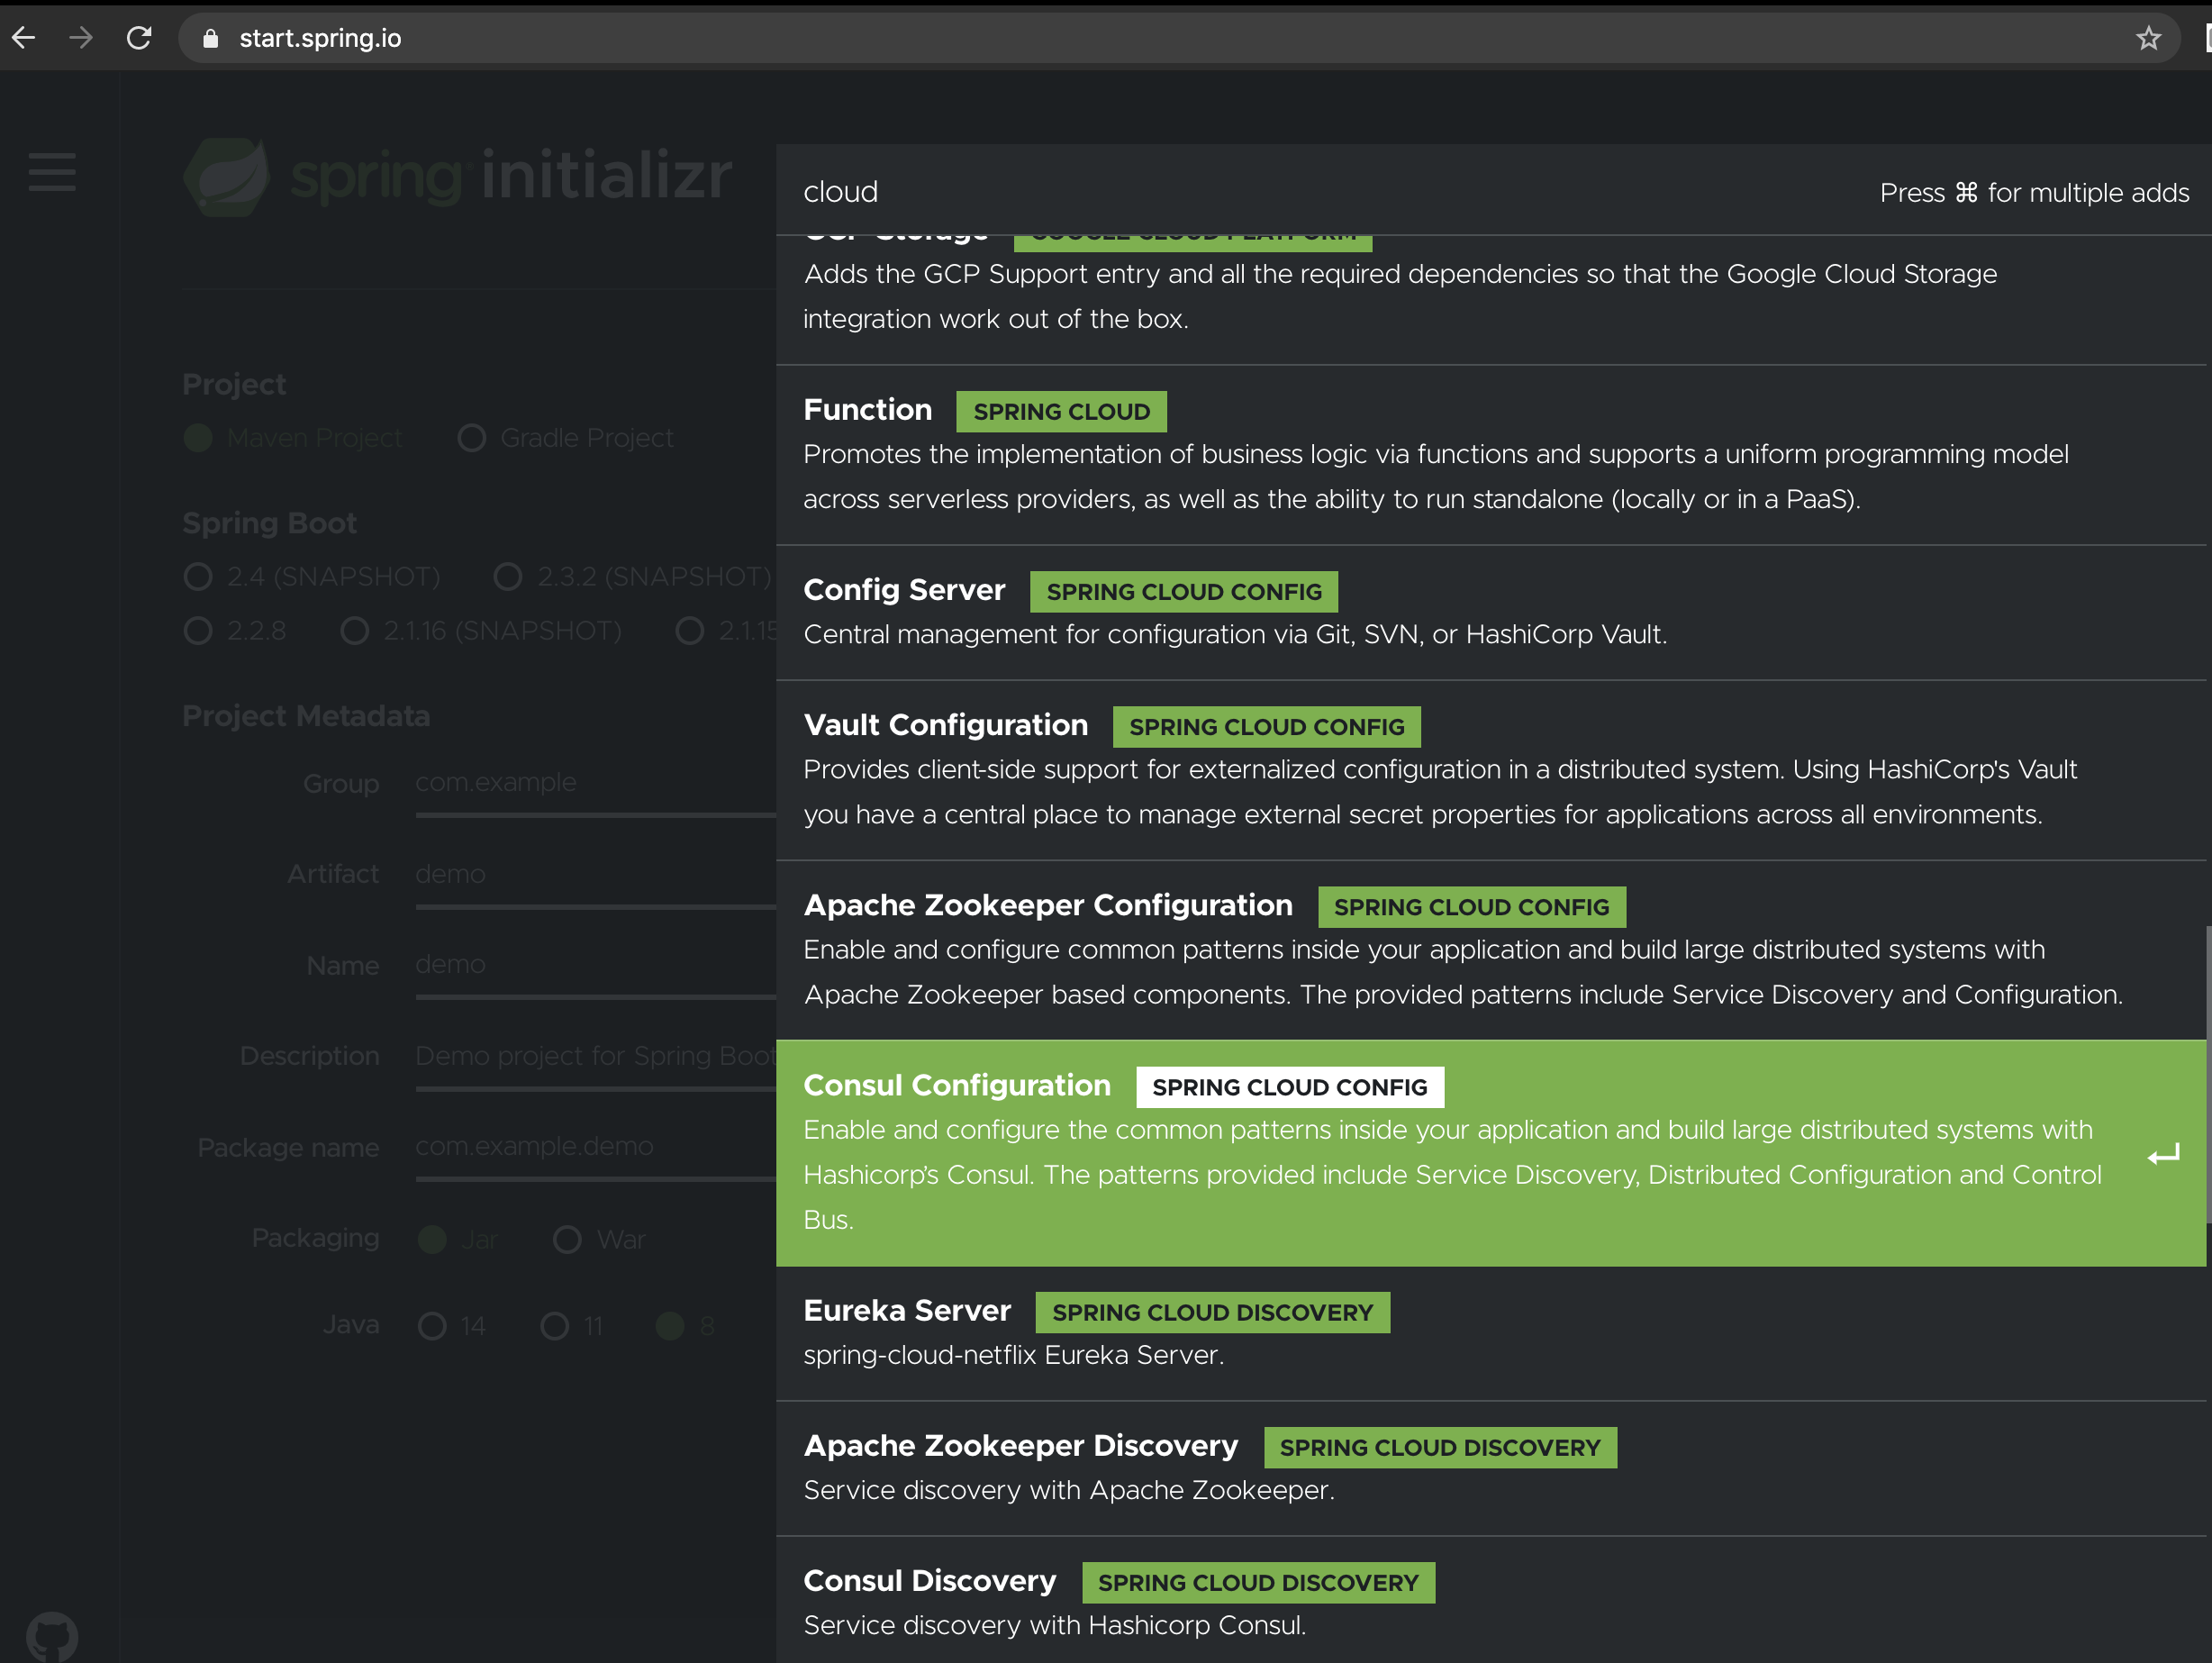 start.spring.io
spring initializr
Project
Maven Project Gradle Project
Spring Boot
2.4 (SNAPSHOT) 2.3.2 (SNAPSHOT)
2.2.8 2.1.16 (SNAPSHOT) 2.1.15
Project Metadata
Group com.example
Artifact demo
Name demo
Description Demo project for Spring Boot
Package name com.example.demo
Packaging Jar War
Java 14 11 8
cloud Press ⌘ for multiple adds
GCP Storage GOOGLE CLOUD PLATFORM
Adds the GCP Support entry and all the required dependencies so that the Google Cloud Storage
integration work out of the box.
Function SPRING CLOUD
Promotes the implementation of business logic via functions and supports a uniform programming model
across serverless providers, as well as the ability to run standalone (locally or in a PaaS).
Config Server SPRING CLOUD CONFIG
Central management for configuration via Git, SVN, or HashiCorp Vault.
Vault Configuration SPRING CLOUD CONFIG
Provides client-side support for externalized configuration in a distributed system. Using HashiCorp's Vault
you have a central place to manage external secret properties for applications across all environments.
Apache Zookeeper Configuration SPRING CLOUD CONFIG
Enable and configure common patterns inside your application and build large distributed systems with
Apache Zookeeper based components. The provided patterns include Service Discovery and Configuration.
Consul Configuration SPRING CLOUD CONFIG
Enable and configure the common patterns inside your application and build large distributed systems with
Hashicorp’s Consul. The patterns provided include Service Discovery, Distributed Configuration and Control
Bus.
Eureka Server SPRING CLOUD DISCOVERY
spring-cloud-netflix Eureka Server.
Apache Zookeeper Discovery SPRING CLOUD DISCOVERY
Service discovery with Apache Zookeeper.
Consul Discovery SPRING CLOUD DISCOVERY
Service discovery with Hashicorp Consul.